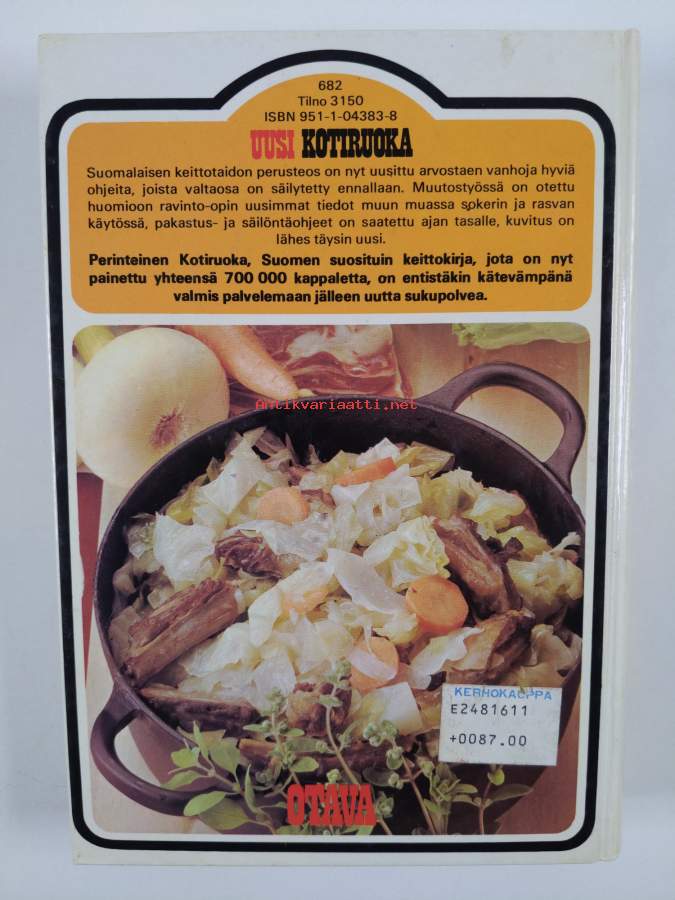 682
Tilno 3150
ISBN 951-1-04383-8
UUSI KOTIRUOKA
Suomalaisen keittotaidon perusteos on nyt uusittu arvostaen vanhoja hyviä
ohjeita, joista valtaosa on säilytetty ennallaan. Muutostyössä on otettu
huomioon ravinto-opin uusimmat tiedot muun muassa sokerin ja rasvan
käytössä, pakastus- ja säilöntäohjeet on saatettu ajan tasalle, kuvitus on
lähes täysin uusi.
Perinteinen Kotiruoka, Suomen suosituin keittokirja, jota on nyt
painettu yhteensä 700 000 kappaletta, on entistäkin kätevämpänä
valmis palvelemaan jälleen uutta sukupolvea.
Antikvariaatti.net
KERHOKAUPPA
E2481611
+0087.00
OTAVA